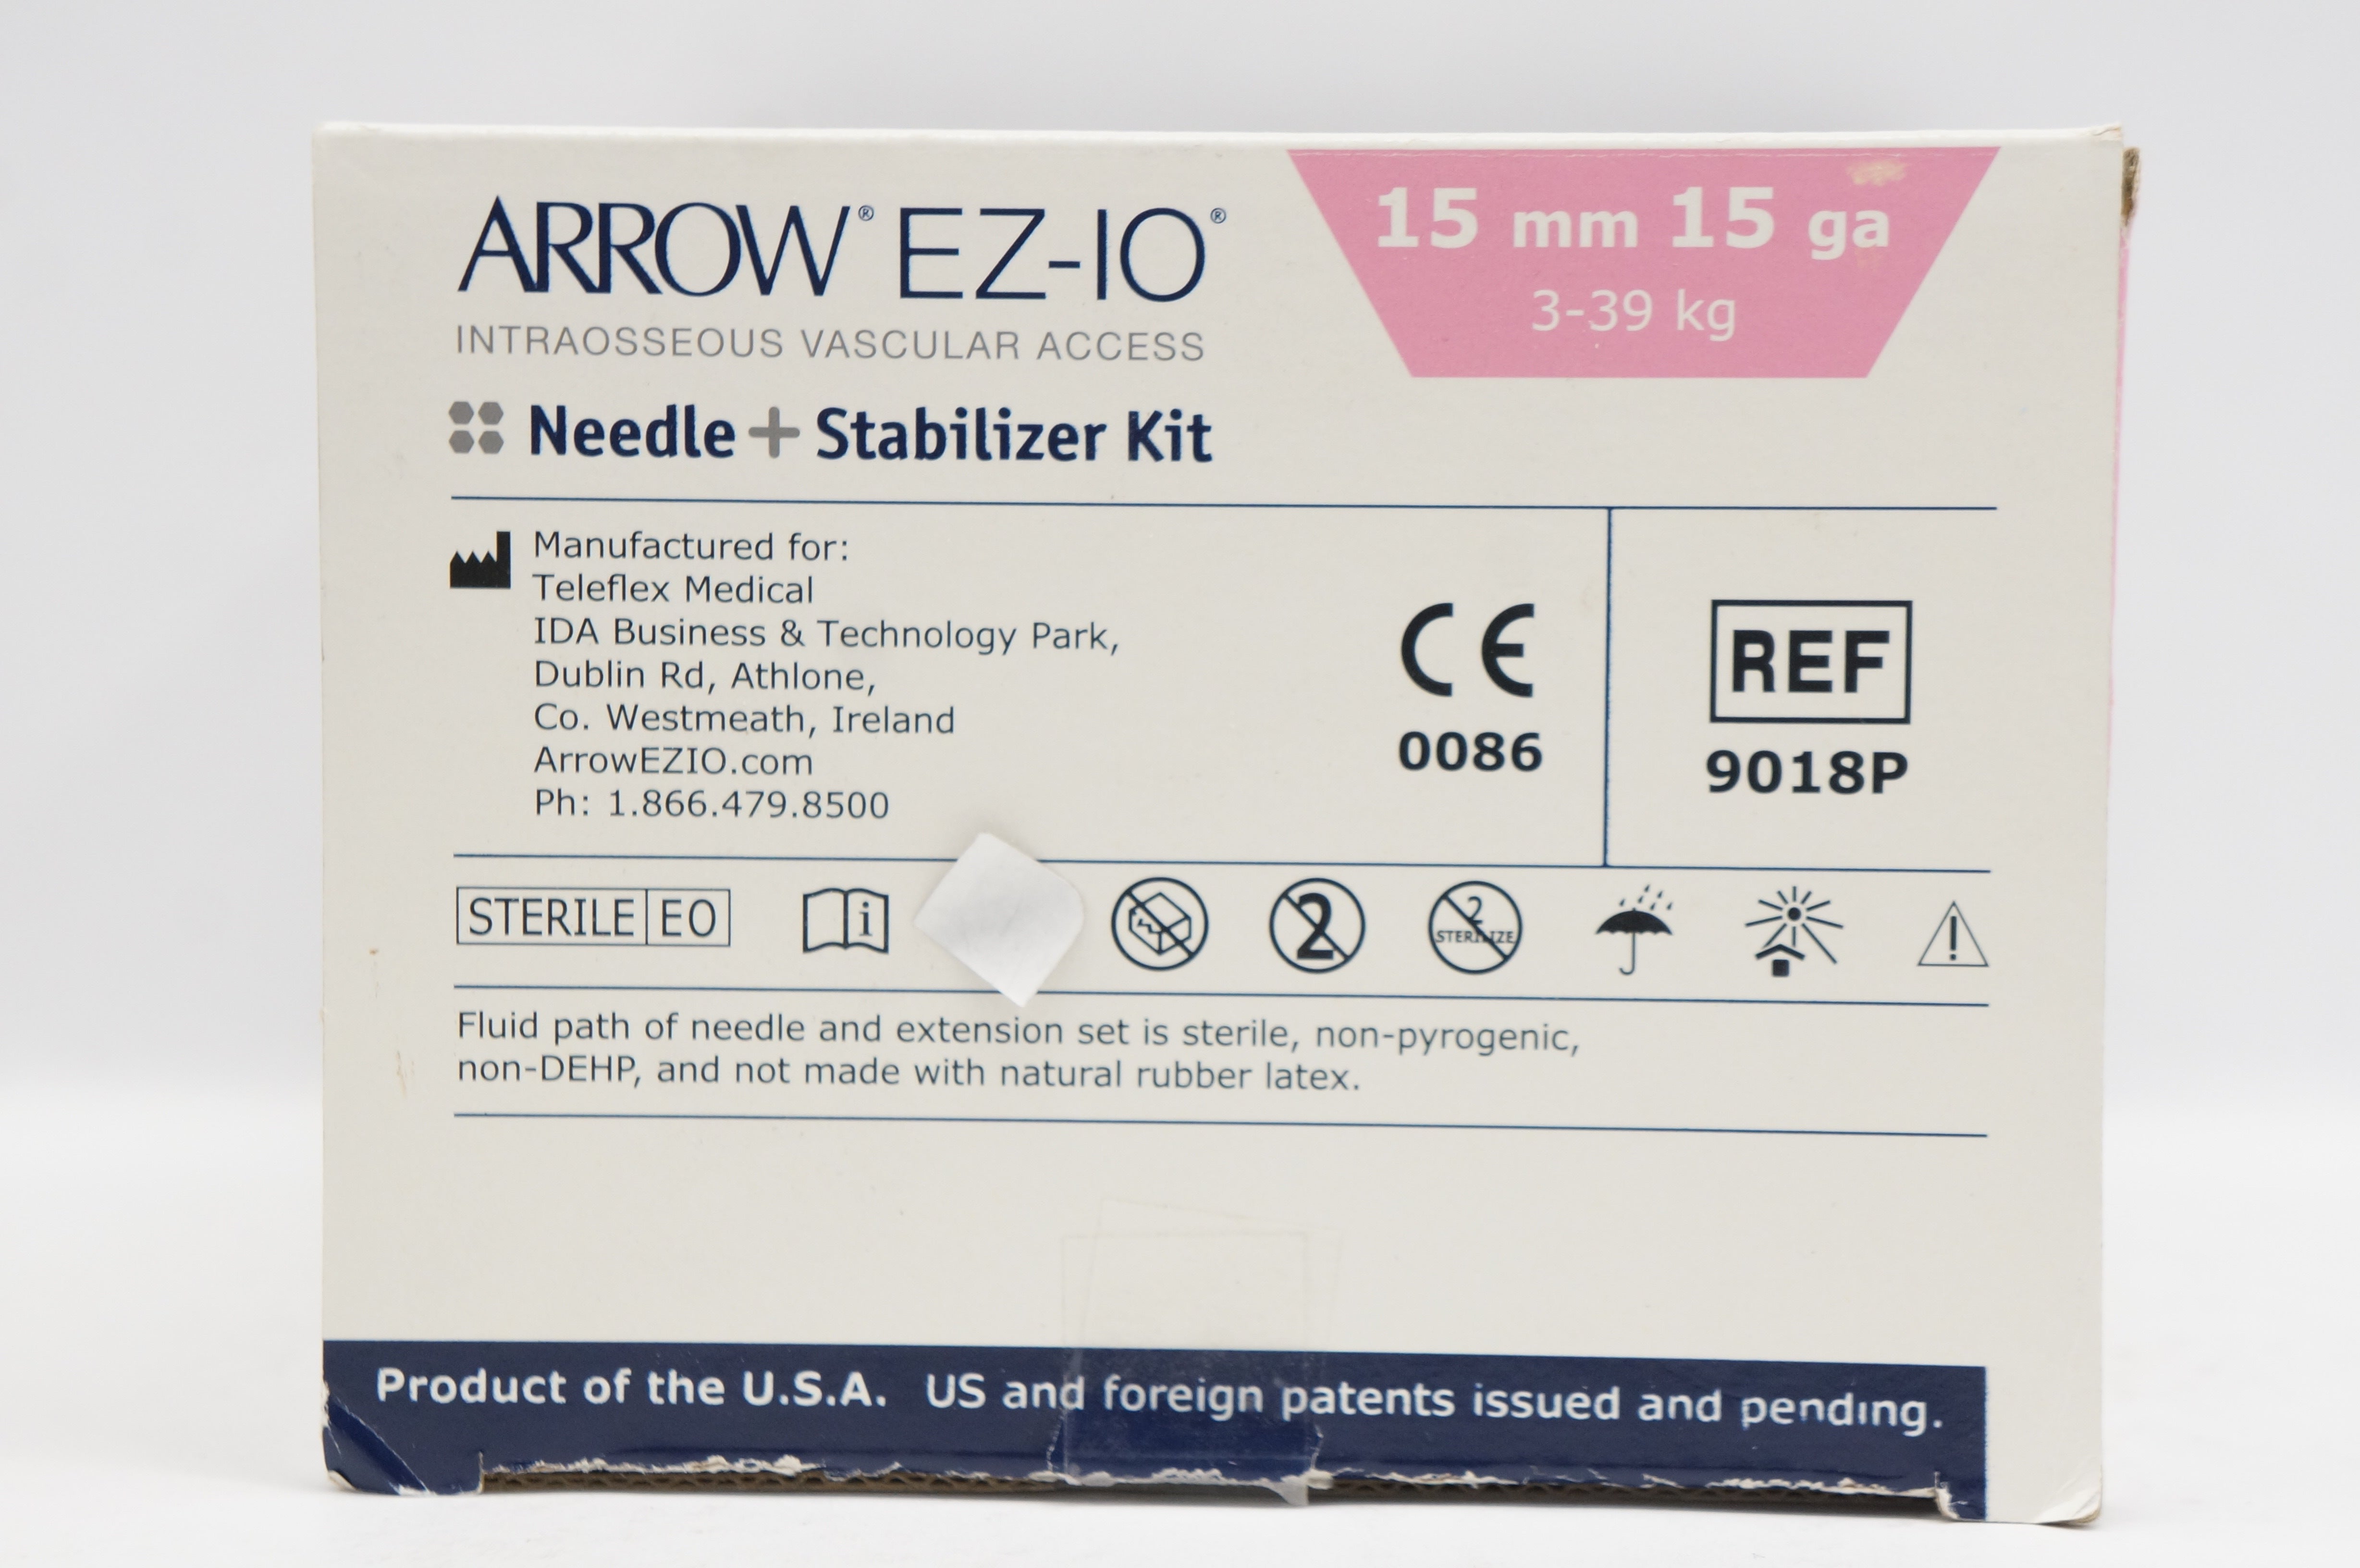 ARROW® EZ-IO®
15 mm 15 ga
3-39 kg
INTRAOSSEOUS VASCULAR ACCESS
Needle + Stabilizer Kit
Manufactured for:
Teleflex Medical
IDA Business & Technology Park,
Dublin Rd, Athlone,
Co. Westmeath, Ireland
ArrowEZIO.com
Ph: 1.866.479.8500
CE
0086
REF
9018P
STERILE EO
i
2
2
STERILIZE
!
Fluid path of needle and extension set is sterile, non-pyrogenic,
non-DEHP, and not made with natural rubber latex.
Product of the U.S.A. US and foreign patents issued and pending.